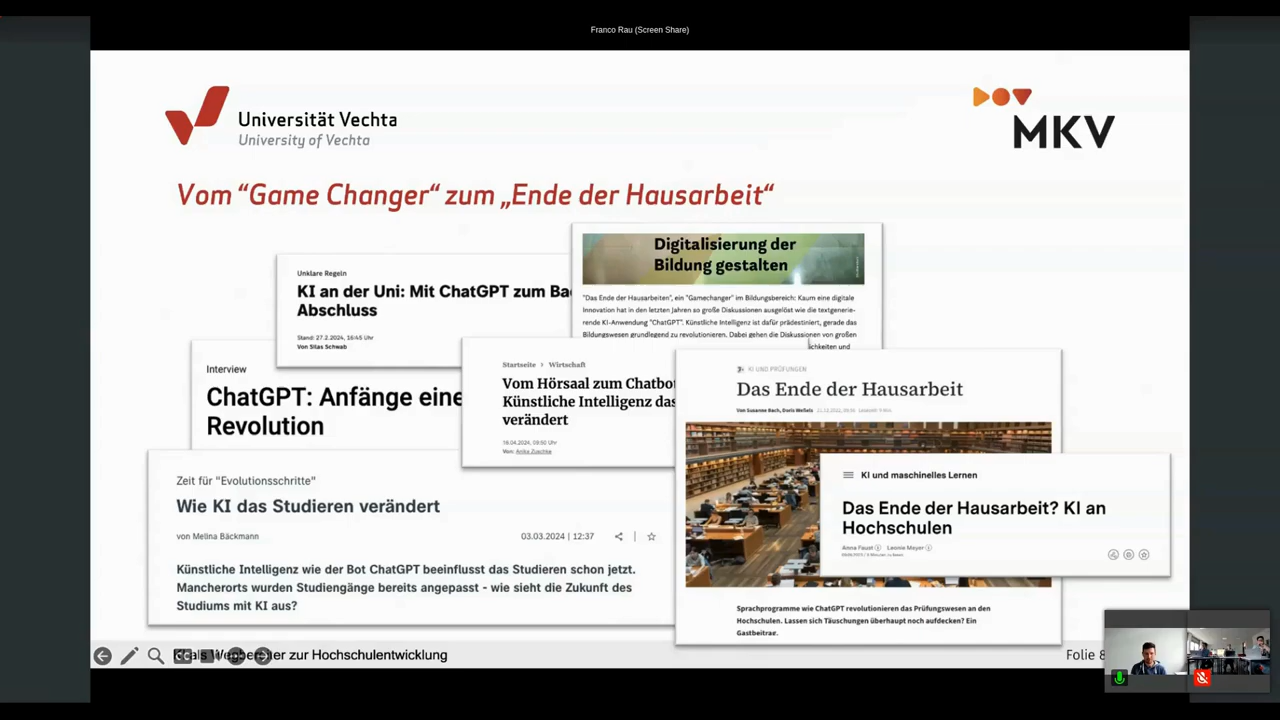 Franco Rau (Screen Share)
Universität Vechta
University of Vechta
MKV
Vom “Game Changer“ zum „Ende der Hausarbeit“
Digitalisierung der
Bildung gestalten
"Das Ende der Hausarbeiten", ein "Gamechanger" im Bildungsbereich: Kaum eine digitale
Innovation hat in den letzten Jahren so große Diskussionen ausgelöst wie die textgenerie-
rende KI-Anwendung "ChatGPT". Künstliche Intelligenz ist dafür prädestiniert, gerade das
Bildungswesen grundlegend zu revolutionieren. Dabei gehen die Diskussionen von großen
Unklare Regeln
KI an der Uni: Mit ChatGPT zum
Abschluss
Stand: 27.2.2024, 16:45 Uhr
Von Silas Schwab
Interview
ChatGPT: Anfänge eine
Revolution
Startseite > Wirtschaft
Vom Hörsaal zum Chatbo
Künstliche Intelligenz das
verändert
Von: Anika Zuschke
KI UND PRÜFUNGEN
Das Ende der Hausarbeit
Von Susanne Bach, Doris Weßels
KI und maschinelles Lernen
Das Ende der Hausarbeit? KI an
Hochschulen
Anna Faust Leonie Meyer
Zeit für "Evolutionsschritte"
Wie KI das Studieren verändert
von Melina Bäckmann
03.03.2024 | 12:37
Künstliche Intelligenz wie der Bot ChatGPT beeinflusst das Studieren schon jetzt.
Mancherorts wurden Studiengänge bereits angepasst - wie sieht die Zukunft des
Studiums mit KI aus?
Sprachprogramme wie ChatGPT revolutionieren das Prüfungswesen an den
Hochschulen. Lassen sich Täuschungen überhaupt noch aufdecken? Ein
Gastbeitrag.
zur Hochschulentwicklung
Folie 8